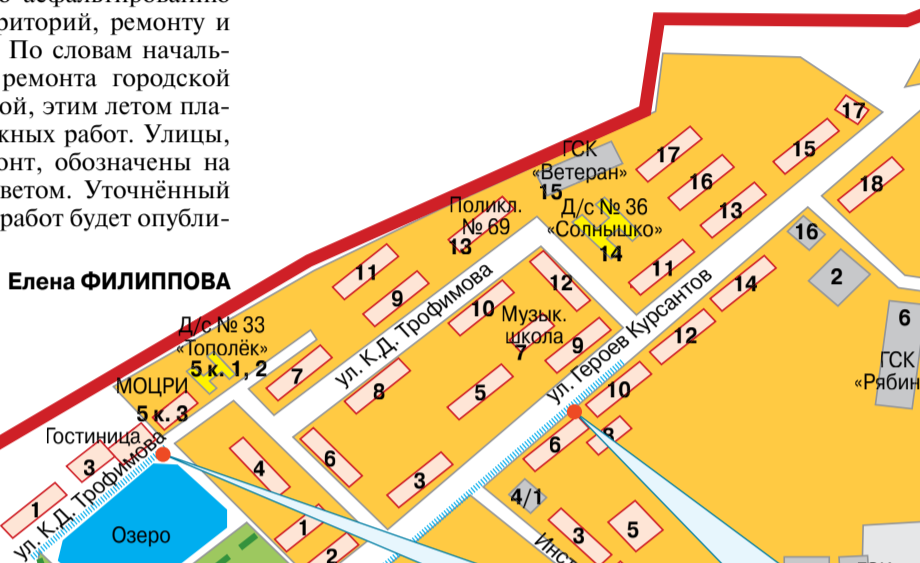 риторий, ремонту и
По словам началь-
ремонта городской
ой, этим летом пла-
жных работ. Улицы,
онт, обозначены на
ветом. Уточнённый
работ будет опубли-
Елена ФИЛИППОВА
17
ГСК
«Ветеран»
15
17
15
16
18
Поликл.
№ 69
13
Д/с № 36
«Солнышко»
14
13
16
11
9
12
11
14
2
ул. К.Д. Трофимова
10
Музык.
школа
7
9
ул. Героев Курсантов
12
6
ГСК
«Рябин
Д/с № 33
«Тополёк»
5 к. 1, 2
7
8
5
10
МОЦРИ
5 к. 3
Гостиница
3
1
ул. К.Д. Трофимова
Озеро
4
6
3
6
8
4/1
1
2
3
5
Инст